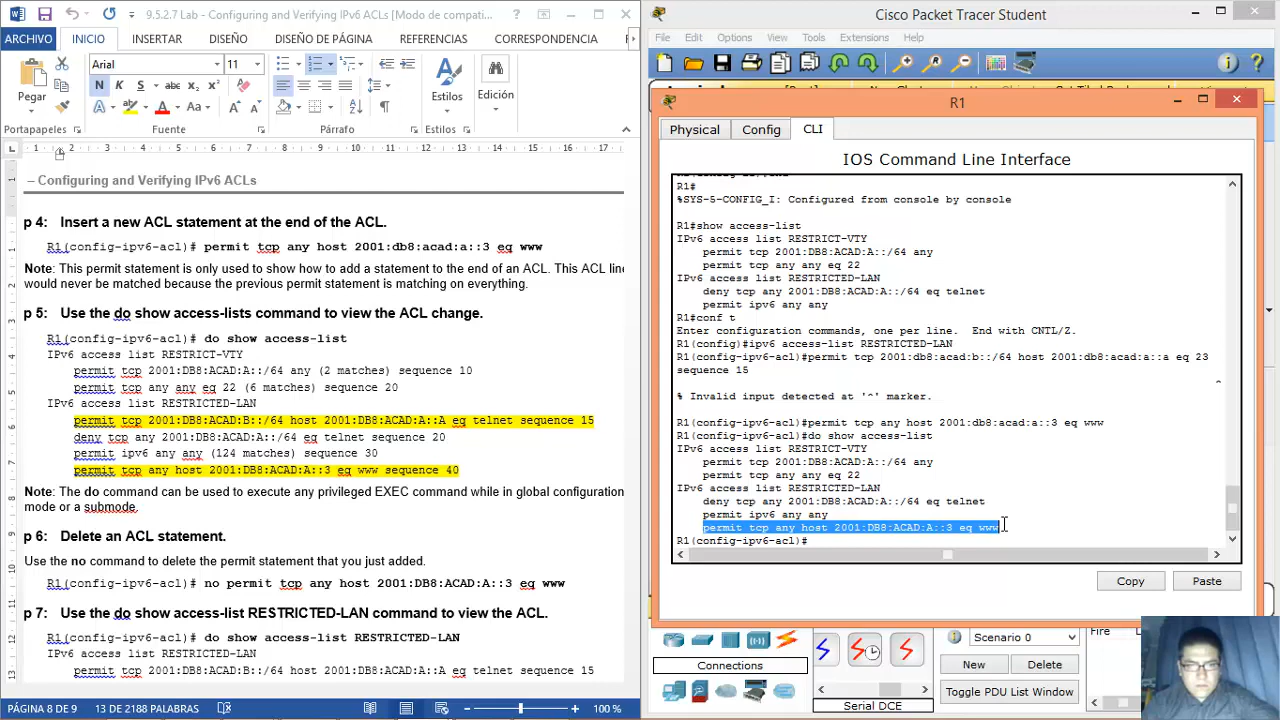 9.5.2.7 Lab - Configuring and Verifying IPv6 ACLs [Modo de compati...
ARCHIVO INICIO INSERTAR DISEÑO DISEÑO DE PÁGINA REFERENCIAS CORRESPONDENCIA
Arial 11
N K S abc x₂ x²
Pegar Estilos Edición
Portapapeles Fuente Párrafo Estilos
1 1 2 3 4 5 6 7 8 9 10 11 12 13 14 15 16 17
– Configuring and Verifying IPv6 ACLs
p 4: Insert a new ACL statement at the end of the ACL.
R1(config-ipv6-acl)# permit tcp any host 2001:db8:acad:a::3 eq www
Note: This permit statement is only used to show how to add a statement to the end of an ACL. This ACL line
would never be matched because the previous permit statement is matching on everything.
p 5: Use the do show access-lists command to view the ACL change.
R1(config-ipv6-acl)# do show access-list
IPv6 access list RESTRICT-VTY
permit tcp 2001:DB8:ACAD:A::/64 any (2 matches) sequence 10
permit tcp any any eq 22 (6 matches) sequence 20
IPv6 access list RESTRICTED-LAN
permit tcp 2001:DB8:ACAD:B::/64 host 2001:DB8:ACAD:A::A eq telnet sequence 15
deny tcp any 2001:DB8:ACAD:A::/64 eq telnet sequence 20
permit ipv6 any any (124 matches) sequence 30
permit tcp any host 2001:DB8:ACAD:A::3 eq www sequence 40
Note: The do command can be used to execute any privileged EXEC command while in global configuration
mode or a submode.
p 6: Delete an ACL statement.
Use the no command to delete the permit statement that you just added.
R1(config-ipv6-acl)# no permit tcp any host 2001:DB8:ACAD:A::3 eq www
p 7: Use the do show access-list RESTRICTED-LAN command to view the ACL.
R1(config-ipv6-acl)# do show access-list RESTRICTED-LAN
IPv6 access list RESTRICTED-LAN
permit tcp 2001:DB8:ACAD:B::/64 host 2001:DB8:ACAD:A::A eq telnet sequence 15
PÁGINA 8 DE 9 13 DE 2188 PALABRAS 100 %
Cisco Packet Tracer Student
File Edit Options View Tools Extensions Help
R1
Physical Config CLI
IOS Command Line Interface
R1#
%SYS-5-CONFIG_I: Configured from console by console
R1#show access-list
IPv6 access list RESTRICT-VTY
permit tcp 2001:DB8:ACAD:A::/64 any
permit tcp any any eq 22
IPv6 access list RESTRICTED-LAN
deny tcp any 2001:DB8:ACAD:A::/64 eq telnet
permit ipv6 any any
R1#conf t
Enter configuration commands, one per line. End with CNTL/Z.
R1(config)#ipv6 access-list RESTRICTED-LAN
R1(config-ipv6-acl)#permit tcp 2001:db8:acad:b::/64 host 2001:db8:acad:a::a eq 23
sequence 15
^
% Invalid input detected at '^' marker.
R1(config-ipv6-acl)#permit tcp any host 2001:db8:acad:a::3 eq www
R1(config-ipv6-acl)#do show access-list
IPv6 access list RESTRICT-VTY
permit tcp 2001:DB8:ACAD:A::/64 any
permit tcp any any eq 22
IPv6 access list RESTRICTED-LAN
deny tcp any 2001:DB8:ACAD:A::/64 eq telnet
permit ipv6 any any
permit tcp any host 2001:DB8:ACAD:A::3 eq www
R1(config-ipv6-acl)#
Copy Paste
Connections
Serial DCE
Scenario 0
New Delete
Toggle PDU List Window
Fire